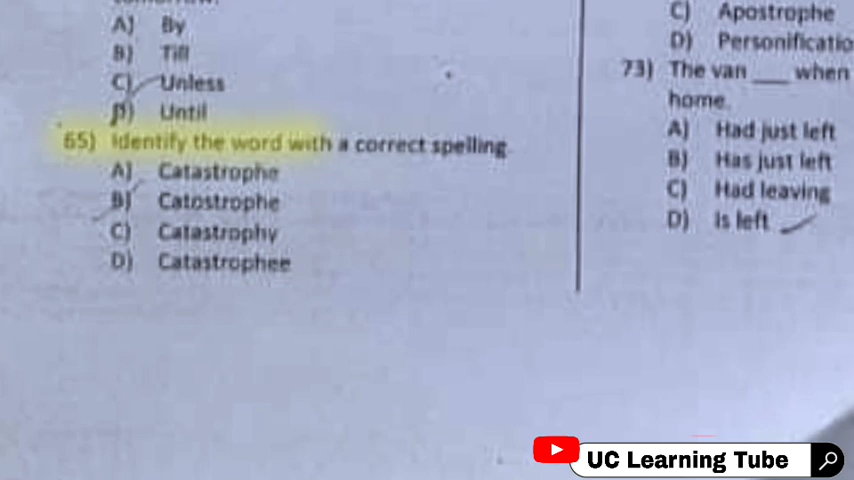 A) By
B) Till
C) Unless
D) Until
65) Identify the word with a correct spelling
A) Catastrophe
B) Catostrophe
C) Catastrophy
D) Catastrophee
C) Apostrophe
D) Personificatio
73) The van ___ when
home.
A) Had just left
B) Has just left
C) Had leaving
D) Is left
UC Learning Tube